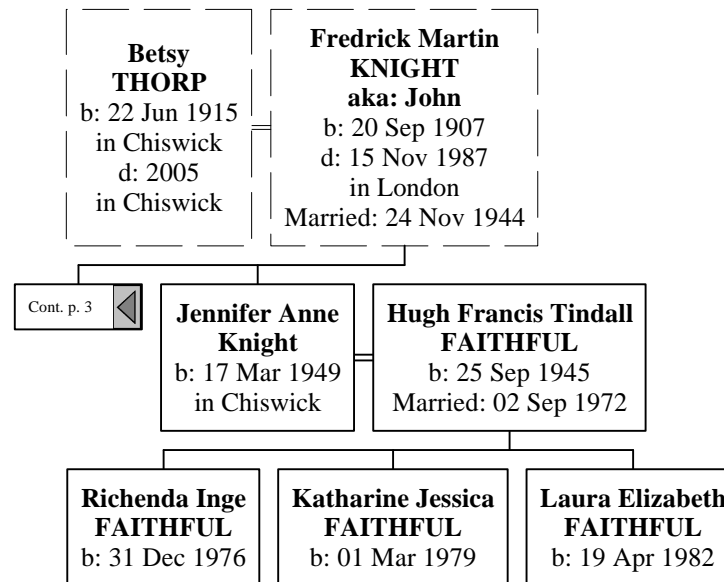 Betsy
THORP
b: 22 Jun 1915
in Chiswick
d: 2005
in Chiswick
Fredrick Martin
KNIGHT
aka: John
b: 20 Sep 1907
d: 15 Nov 1987
in London
Married: 24 Nov 1944
Cont. p. 3
Jennifer Anne
Knight
b: 17 Mar 1949
in Chiswick
Hugh Francis Tindall
FAITHFUL
b: 25 Sep 1945
Married: 02 Sep 1972
Richenda Inge
FAITHFUL
b: 31 Dec 1976
Katharine Jessica
FAITHFUL
b: 01 Mar 1979
Laura Elizabeth
FAITHFUL
b: 19 Apr 1982